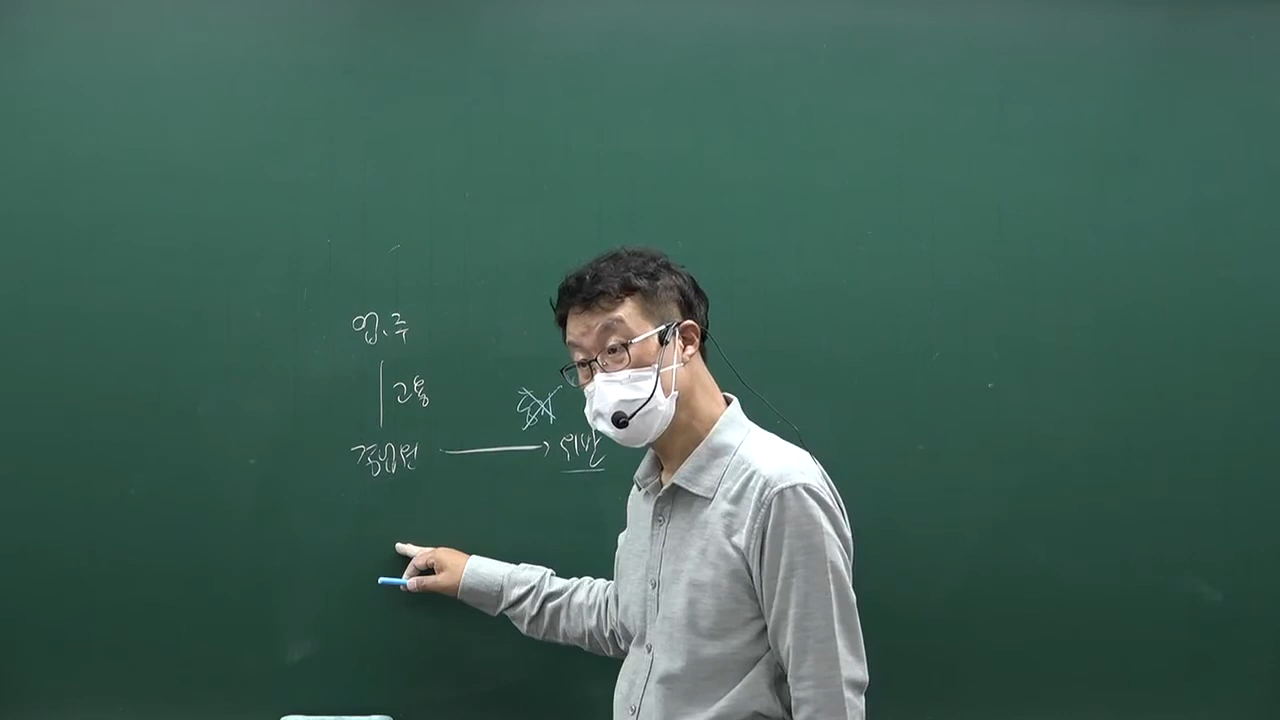 업.주
고용
종업원 → 위반